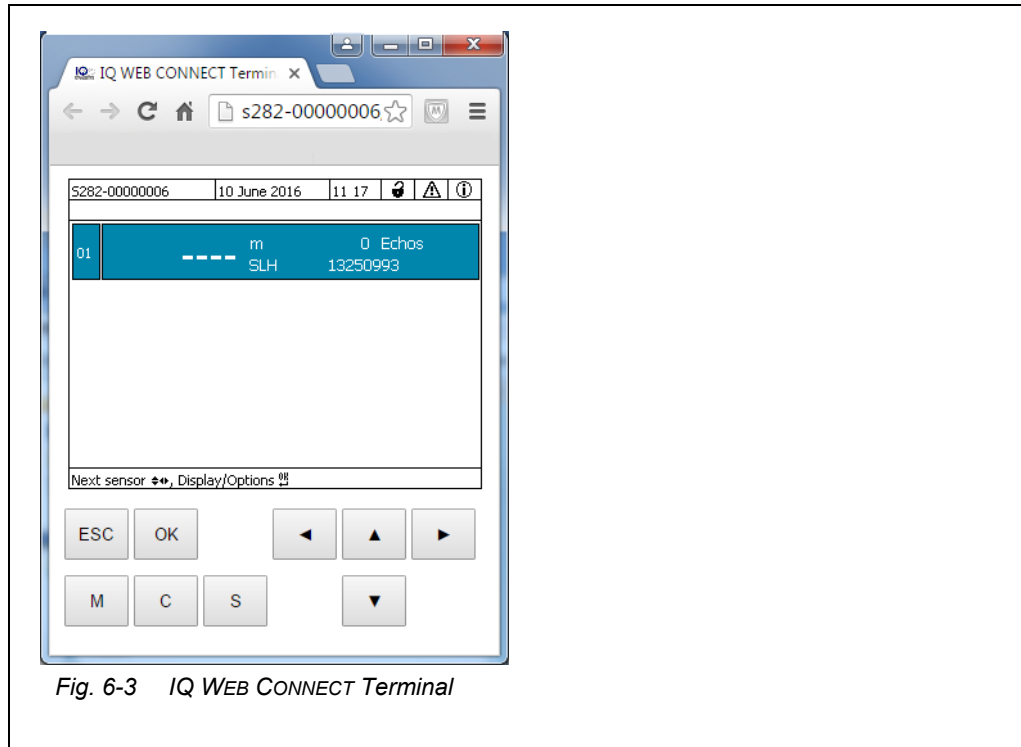 IQ WEB CONNECT Termin
s282-00000006
S282-00000006 10 June 2016 11 17
01 ---- m 0 Echos
SLH 13250993
Next sensor, Display/Options OK
ESC OK ◄ ▲ ►
M C S ▼
Fig. 6-3 IQ WEB CONNECT Terminal